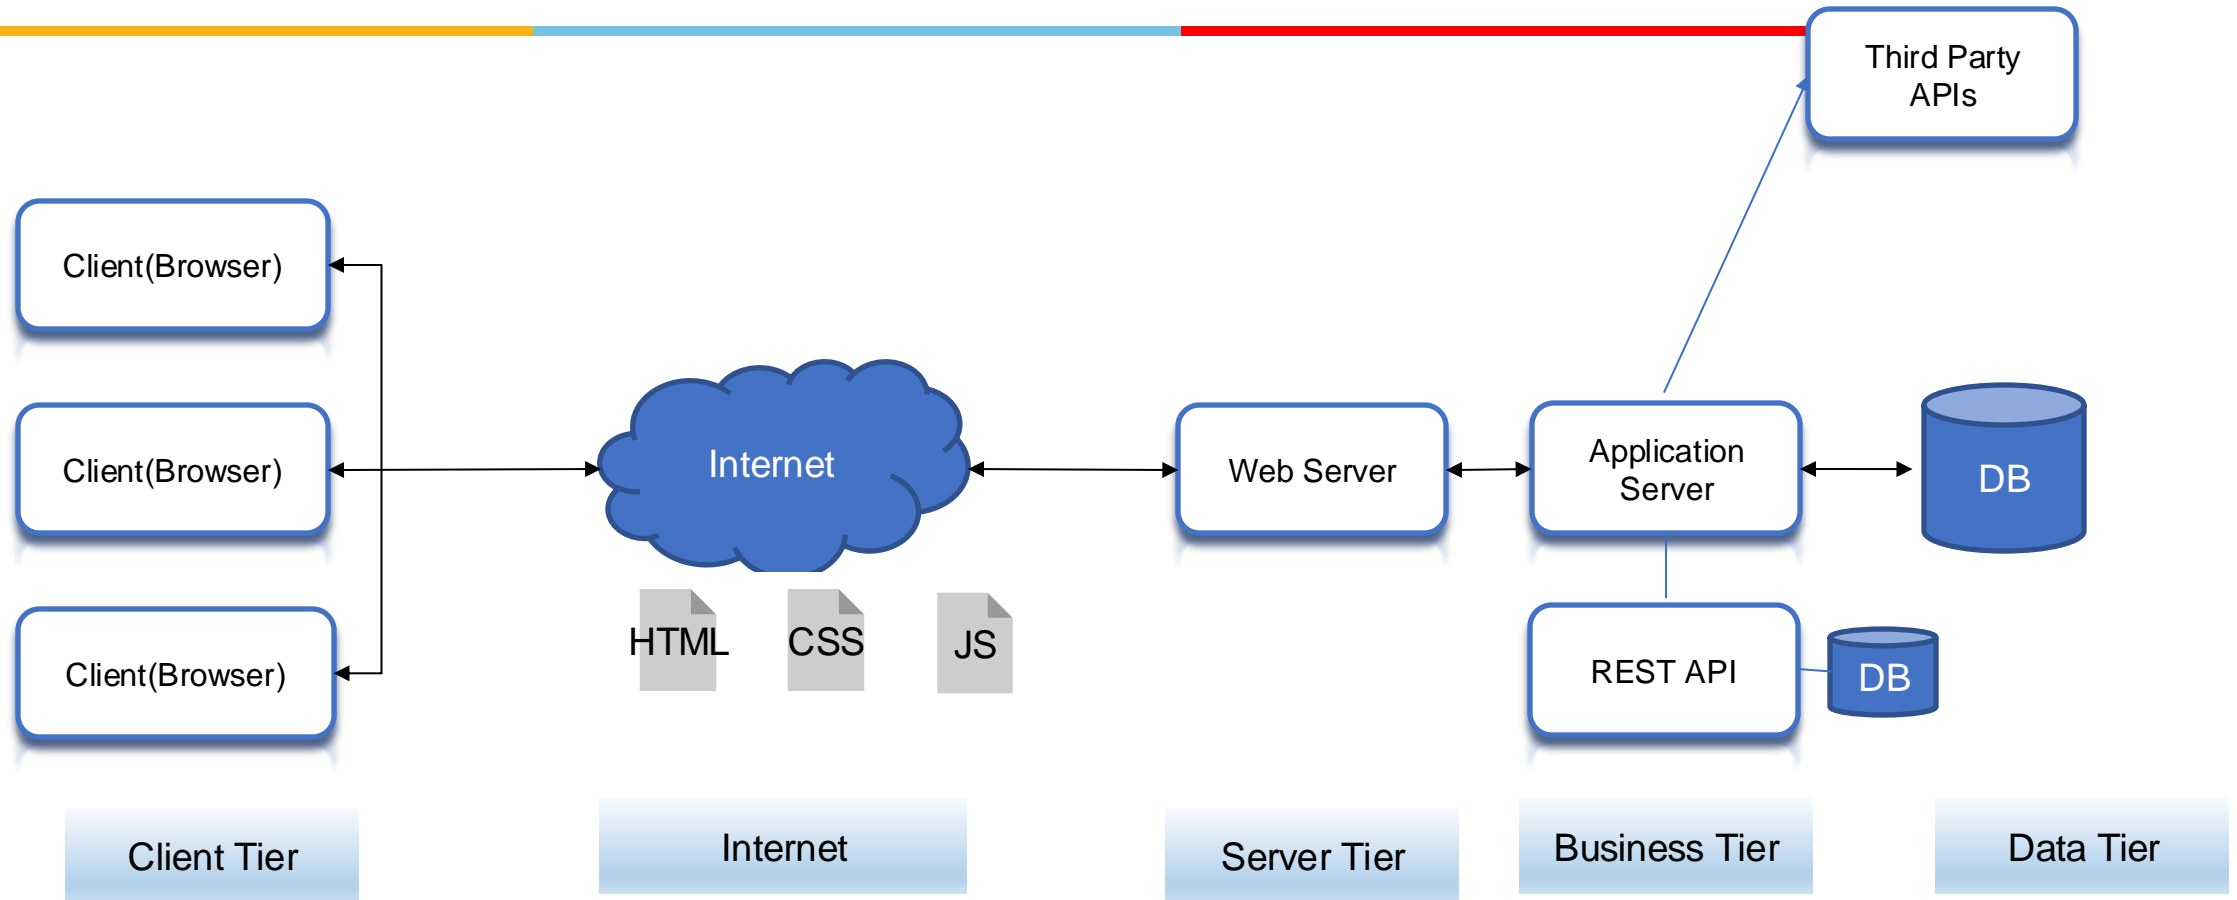 Third Party
APIs
Client(Browser)
Client(Browser)
Client(Browser)
Internet
HTML
CSS
JS
Web Server
Application
Server
DB
REST API
DB
Client Tier
Internet
Server Tier
Business Tier
Data Tier